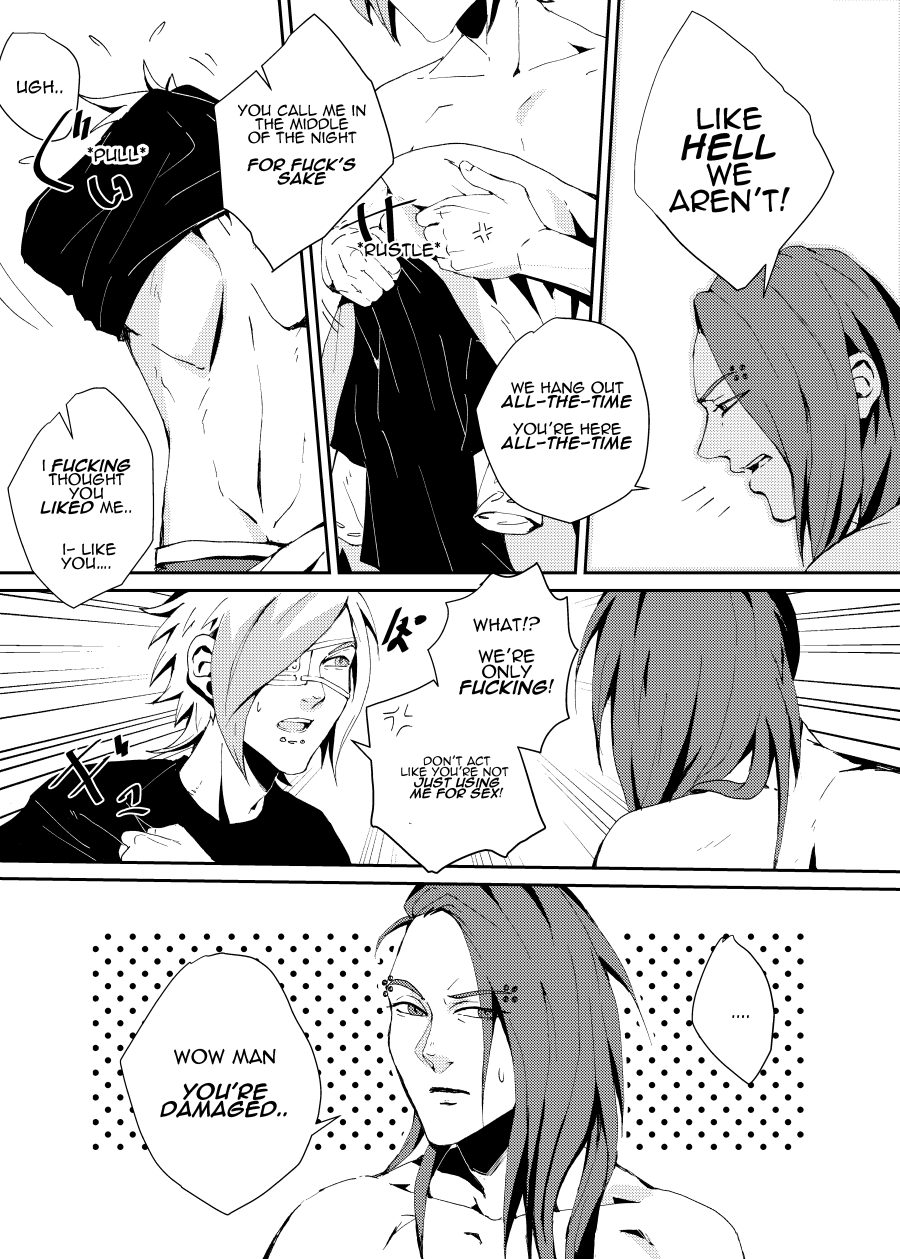 LIKE
HELL
WE
AREN'T!
YOU CALL ME IN
THE MIDDLE
OF THE NIGHT
FOR FUCK'S
SAKE
*RUSTLE*
WE HANG OUT
ALL-THE-TIME
YOU'RE HERE
ALL-THE-TIME
UGH..
*PULL*
I FUCKING
THOUGHT
YOU
LIKED ME..
I- LIKE
YOU....
WHAT!?
WE'RE
ONLY
FUCKING!
DON'T ACT
LIKE YOU'RE NOT
JUST USING
ME FOR SEX!
....
WOW MAN
YOU'RE
DAMAGED..